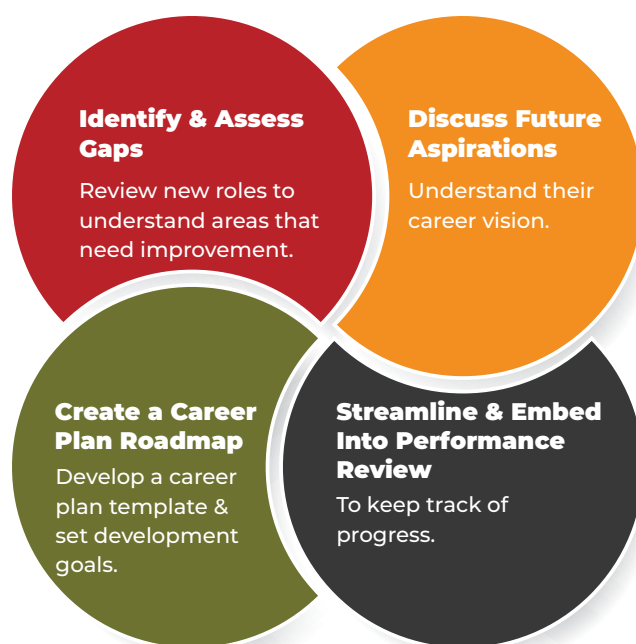 Identify & Assess
Gaps
Review new roles to
understand areas that
need improvement.
Discuss Future
Aspirations
Understand their
career vision.
Create a Career
Plan Roadmap
Develop a career
plan template &
set development
goals.
Streamline & Embed
Into Performance
Review
To keep track of
progress.